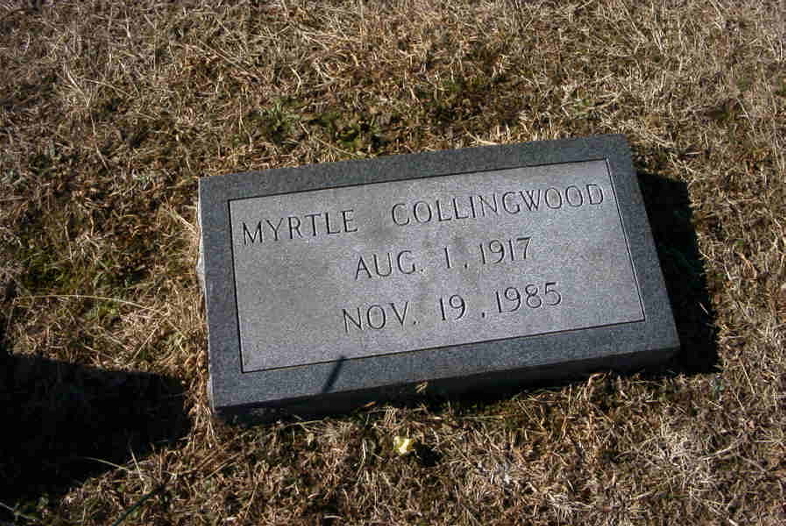 MYRTLE COLLINGWOOD
AUG. 1, 1917
NOV. 19, 1985